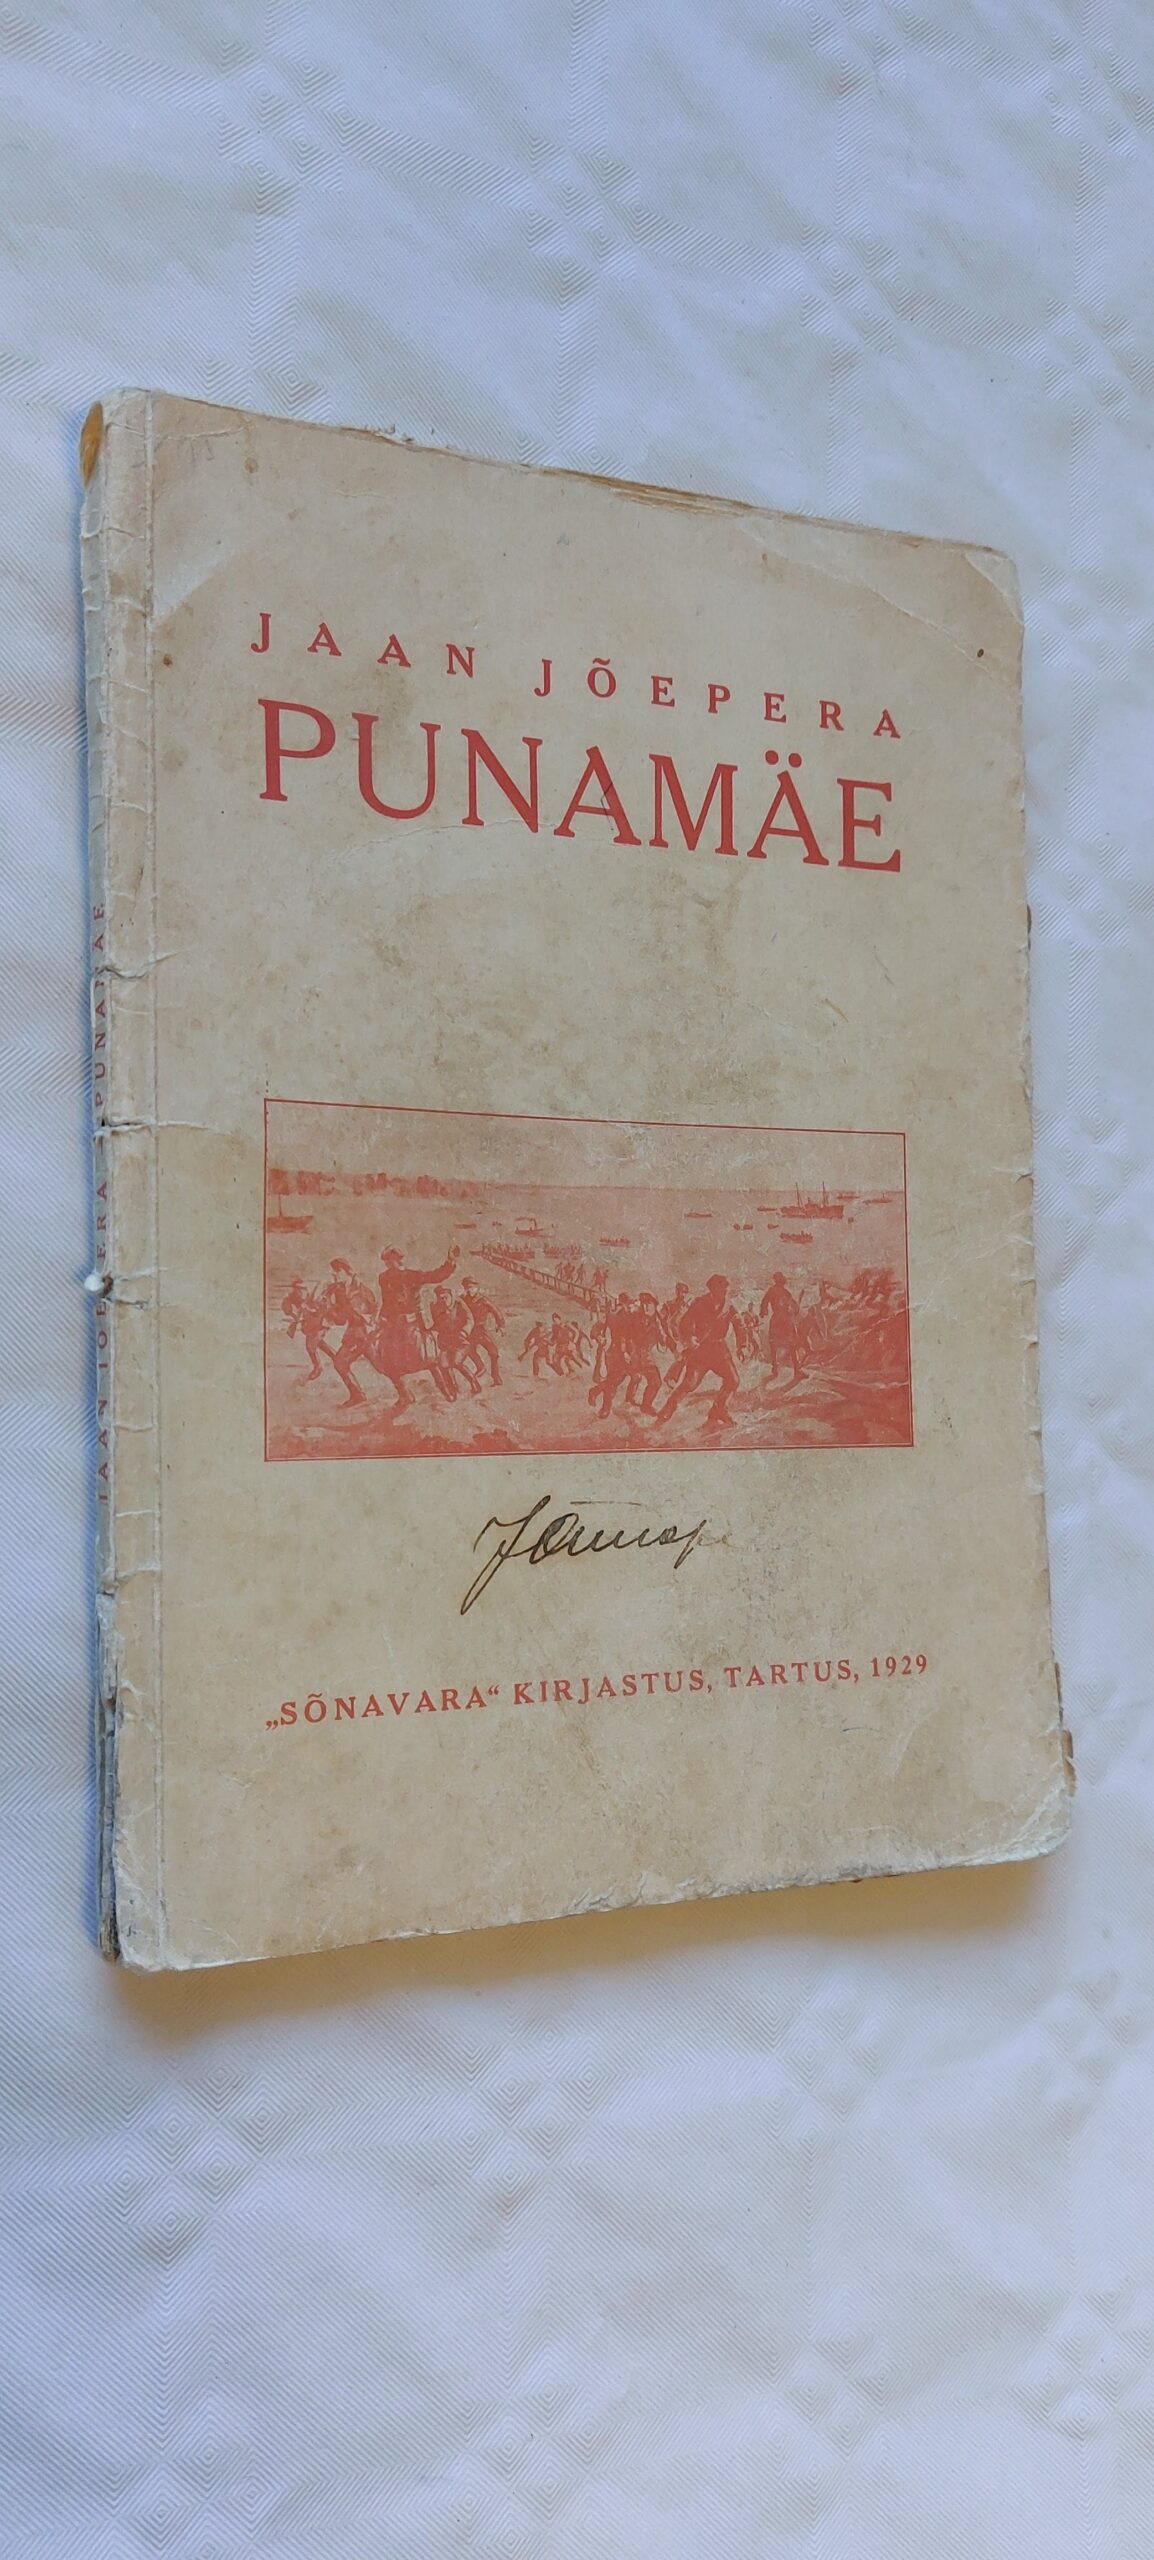 JAAN JÕEPERA
PUNAMÄE
„SÕNAVARA“ KIRJASTUS, TARTUS, 1929
JAAN JÕEPERA PUNAMÄE